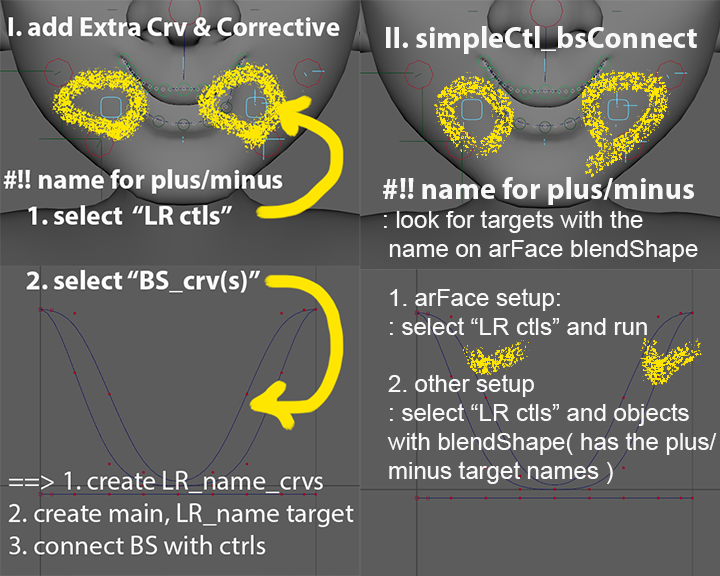 I. add Extra Crv & Corrective
#!! name for plus/minus
1. select “LR ctls”
2. select “BS_crv(s)”
==> 1. create LR_name_crvs
2. create main, LR_name target
3. connect BS with ctrls
II. simpleCtl_bsConnect
#!! name for plus/minus
: look for targets with the
name on arFace blendShape
1. arFace setup:
: select “LR ctls” and run
2. other setup
: select “LR ctls” and objects
with blendShape( has the plus/
minus target names )